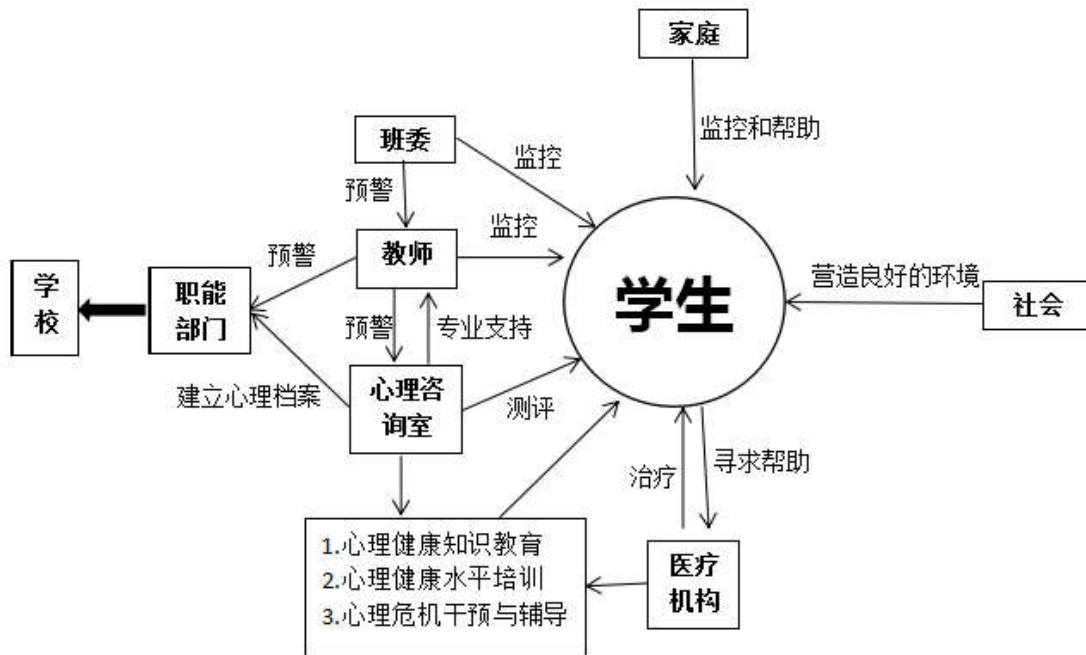 家庭
监控和帮助
班委
监控
预警
教师
监控
预警
学
校
职能
部门
预警
专业支持
学生
营造良好的环境
社会
建立心理档案
心理咨
询室
测评
治疗
寻求帮助
1.心理健康知识教育
2.心理健康水平培训
3.心理危机干预与辅导
医疗
机构